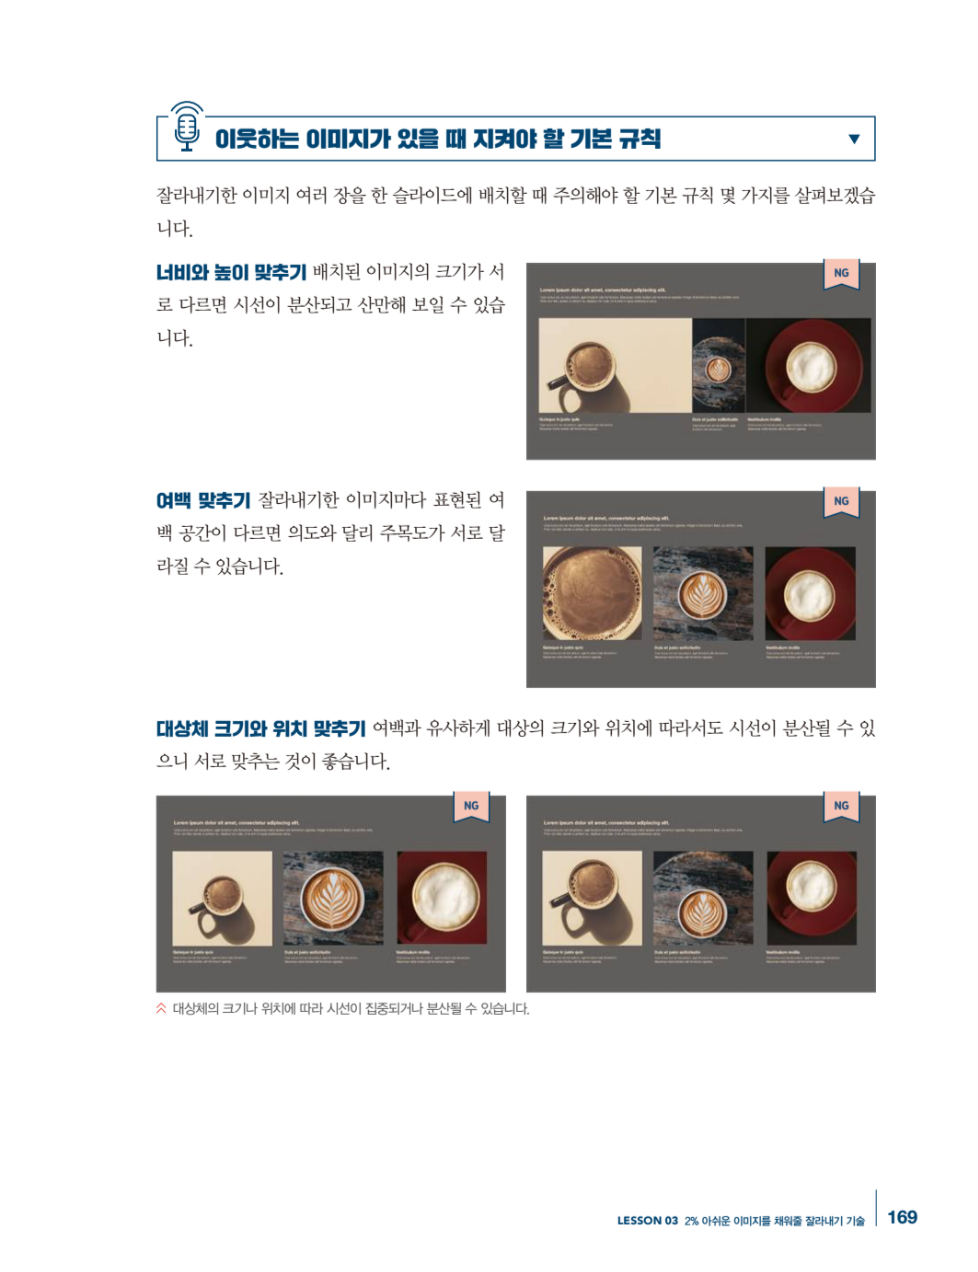 이웃하는 이미지가 있을 때 지켜야 할 기본 규칙
잘라내기한 이미지 여러 장을 한 슬라이드에 배치할 때 주의해야 할 기본 규칙 몇 가지를 살펴보겠습
니다.
너비와 높이 맞추기 배치된 이미지의 크기가 서
로 다르면 시선이 분산되고 산만해 보일 수 있습
니다.
NG
Lorem ipsum dolor sit amet, consectetur adipiscing elit.
Quisque in justo quis
Duis et justo sollicitudin
Vestibulum mollis
여백 맞추기 잘라내기한 이미지마다 표현된 여
백 공간이 다르면 의도와 달리 주목도가 서로 달
라질 수 있습니다.
NG
Lorem ipsum dolor sit amet, consectetur adipiscing elit.
Quisque in justo quis
Duis et justo sollicitudin
Vestibulum mollis
대상체 크기와 위치 맞추기 여백과 유사하게 대상의 크기와 위치에 따라서도 시선이 분산될 수 있
으니 서로 맞추는 것이 좋습니다.
NG
Lorem ipsum dolor sit amet, consectetur adipiscing elit.
Quisque in justo quis
Duis et justo sollicitudin
Vestibulum mollis
NG
Lorem ipsum dolor sit amet, consectetur adipiscing elit.
Quisque in justo quis
Duis et justo sollicitudin
Vestibulum mollis
대상체의 크기나 위치에 따라 시선이 집중되거나 분산될 수 있습니다.
LESSON 03 2% 아쉬운 이미지를 채워줄 잘라내기 기술
169